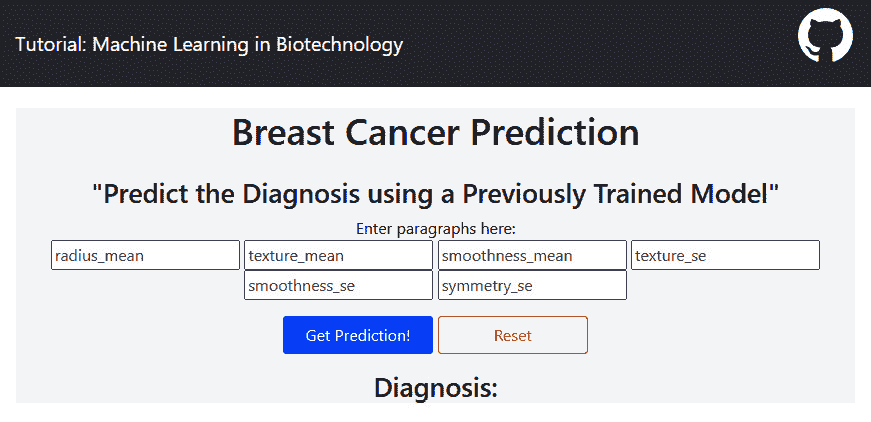 Tutorial: Machine Learning in Biotechnology
Breast Cancer Prediction
"Predict the Diagnosis using a Previously Trained Model"
Enter paragraphs here:
radius_mean texture_mean smoothness_mean texture_se
smoothness_se symmetry_se
Get Prediction! Reset
Diagnosis: